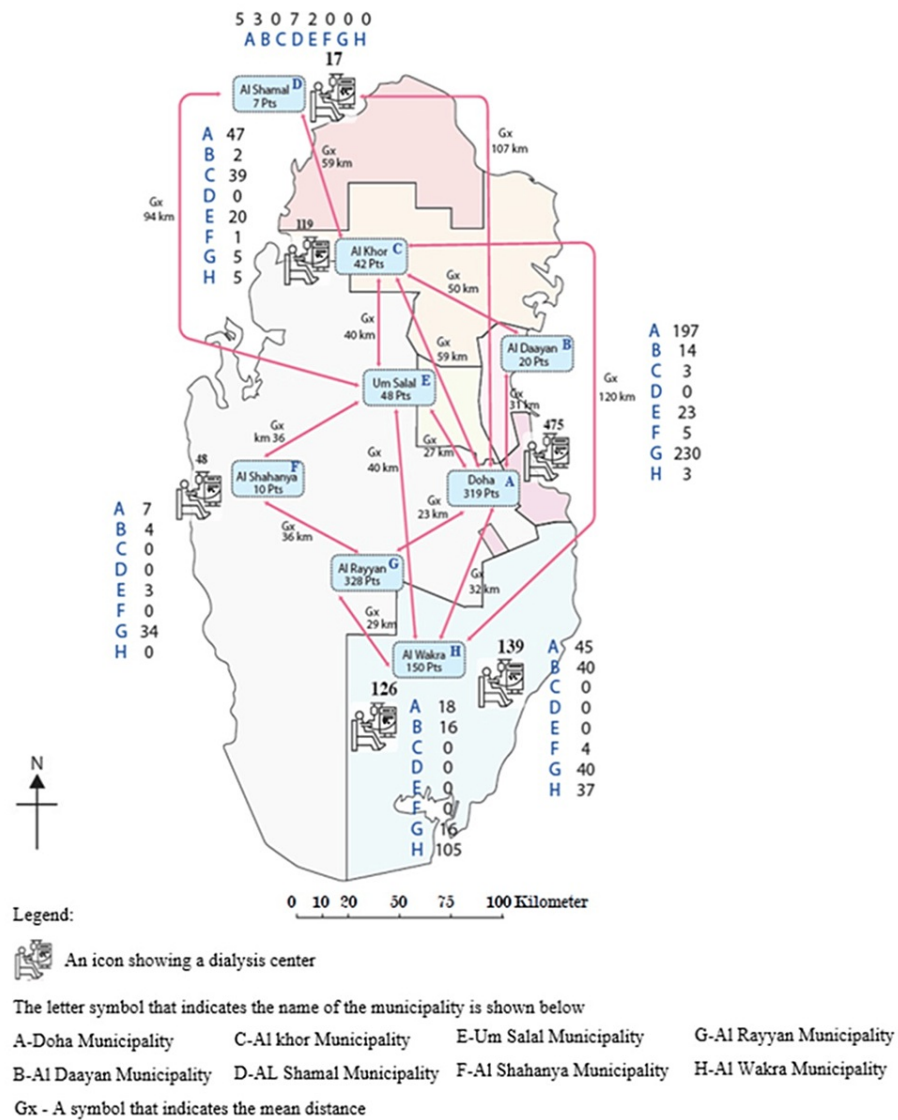 5 3 0 7 2 0 0 0
A B C D E F G H
17
Al Shamal D
7 Pts
A 47
B 2
C 39
D 0
E 20
F 1
G 5
H 5
Gx
107 km
Gx
59 km
Gx
94 km
119
Al Khor C
42 Pts
Gx
50 km
Gx
40 km
Gx
59 km
Al Daayan B
20 Pts
A 197
B 14
C 3
D 0
E 23
F 5
G 230
H 3
Um Salal E
48 Pts
Gx
120 km
Gx
31 km
475
Gx
km 36
Gx
27 km
Gx
40 km
48
Al Shahanya F
10 Pts
Doha A
319 Pts
A 7
B 4
C 0
D 0
E 3
F 0
G 34
H 0
Gx
23 km
Gx
36 km
Al Rayyan G
328 Pts
Gx
32 km
Gx
29 km
Al Wakra H
150 Pts
139
A 45
B 40
C 0
D 0
E 0
F 4
G 40
H 37
126
A 18
B 16
C 0
D 0
E 0
F 0
G 16
H 105
N
0 10 20 50 75 100 Kilometer
Legend:
An icon showing a dialysis center
The letter symbol that indicates the name of the municipality is shown below
A-Doha Municipality C-Al khor Municipality E-Um Salal Municipality G-Al Rayyan Municipality
B-Al Daayan Municipality D-AL Shamal Municipality F-Al Shahanya Municipality H-Al Wakra Municipality
Gx - A symbol that indicates the mean distance